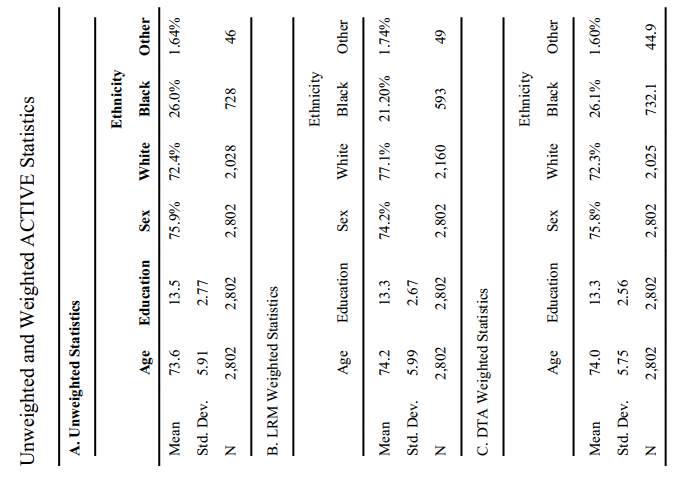 Unweighted and Weighted ACTIVE Statistics
A. Unweighted Statistics
Ethnicity
Age Education Sex White Black Other
Mean 73.6 13.5 75.9% 72.4% 26.0% 1.64%
Std. Dev. 5.91 2.77
N 2,802 2,802 2,802 2,028 728 46
B. LRM Weighted Statistics
Ethnicity
Age Education Sex White Black Other
Mean 74.2 13.3 74.2% 77.1% 21.20% 1.74%
Std. Dev. 5.99 2.67
N 2,802 2,802 2,802 2,160 593 49
C. DTA Weighted Statistics
Ethnicity
Age Education Sex White Black Other
Mean 74.0 13.3 75.8% 72.3% 26.1% 1.60%
Std. Dev. 5.75 2.56
N 2,802 2,802 2,802 2,025 732.1 44.9